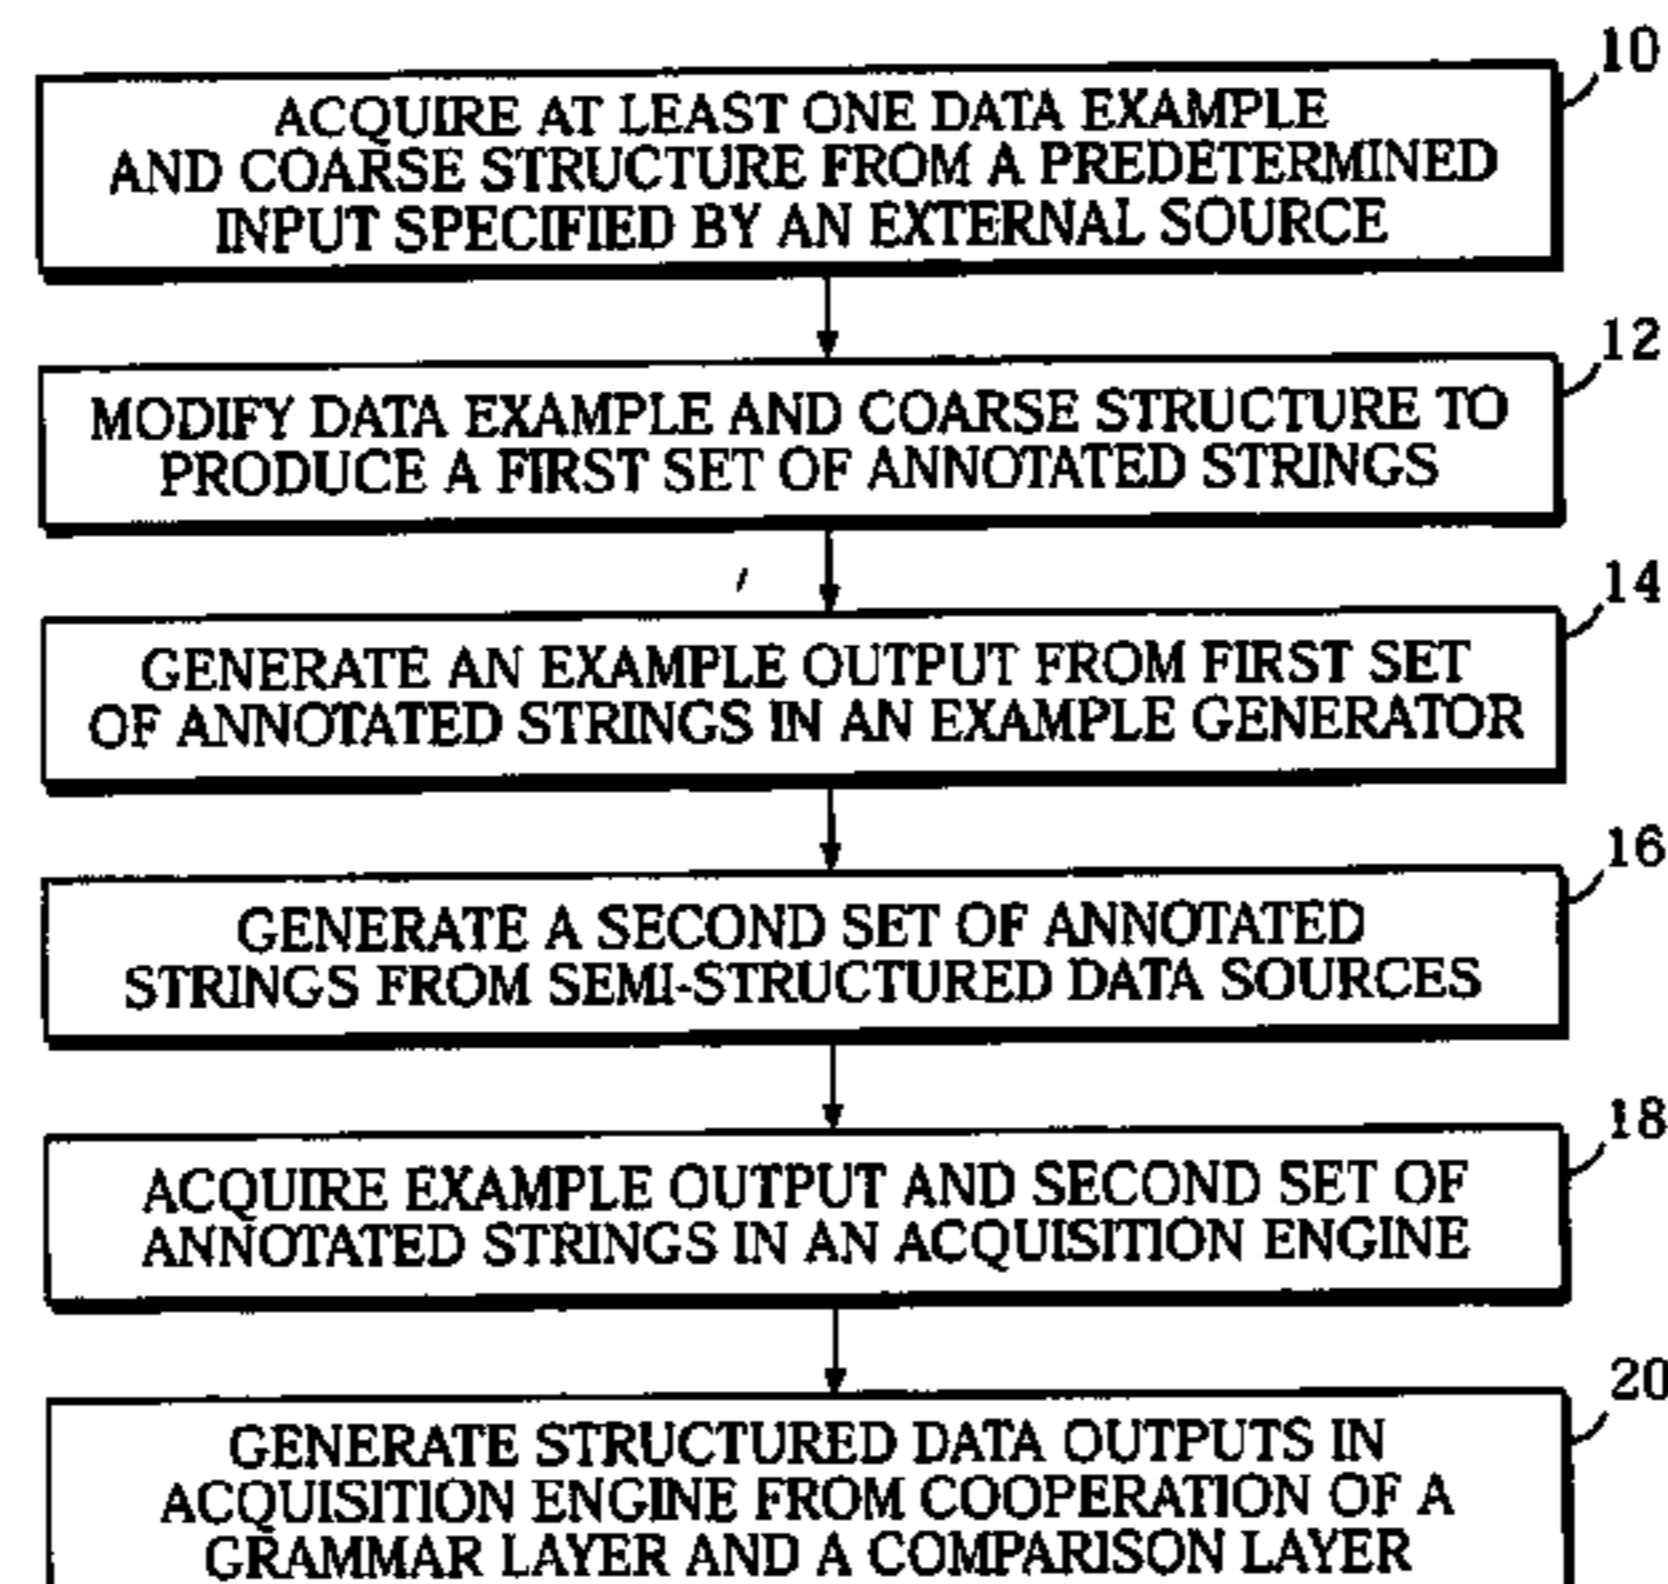 10
ACQUIRE AT LEAST ONE DATA EXAMPLE
AND COARSE STRUCTURE FROM A PREDETERMINED
INPUT SPECIFIED BY AN EXTERNAL SOURCE
12
MODIFY DATA EXAMPLE AND COARSE STRUCTURE TO
PRODUCE A FIRST SET OF ANNOTATED STRINGS
14
GENERATE AN EXAMPLE OUTPUT FROM FIRST SET
OF ANNOTATED STRINGS IN AN EXAMPLE GENERATOR
16
GENERATE A SECOND SET OF ANNOTATED
STRINGS FROM SEMI-STRUCTURED DATA SOURCES
18
ACQUIRE EXAMPLE OUTPUT AND SECOND SET OF
ANNOTATED STRINGS IN AN ACQUISITION ENGINE
20
GENERATE STRUCTURED DATA OUTPUTS IN
ACQUISITION ENGINE FROM COOPERATION OF A
GRAMMAR LAYER AND A COMPARISON LAYER